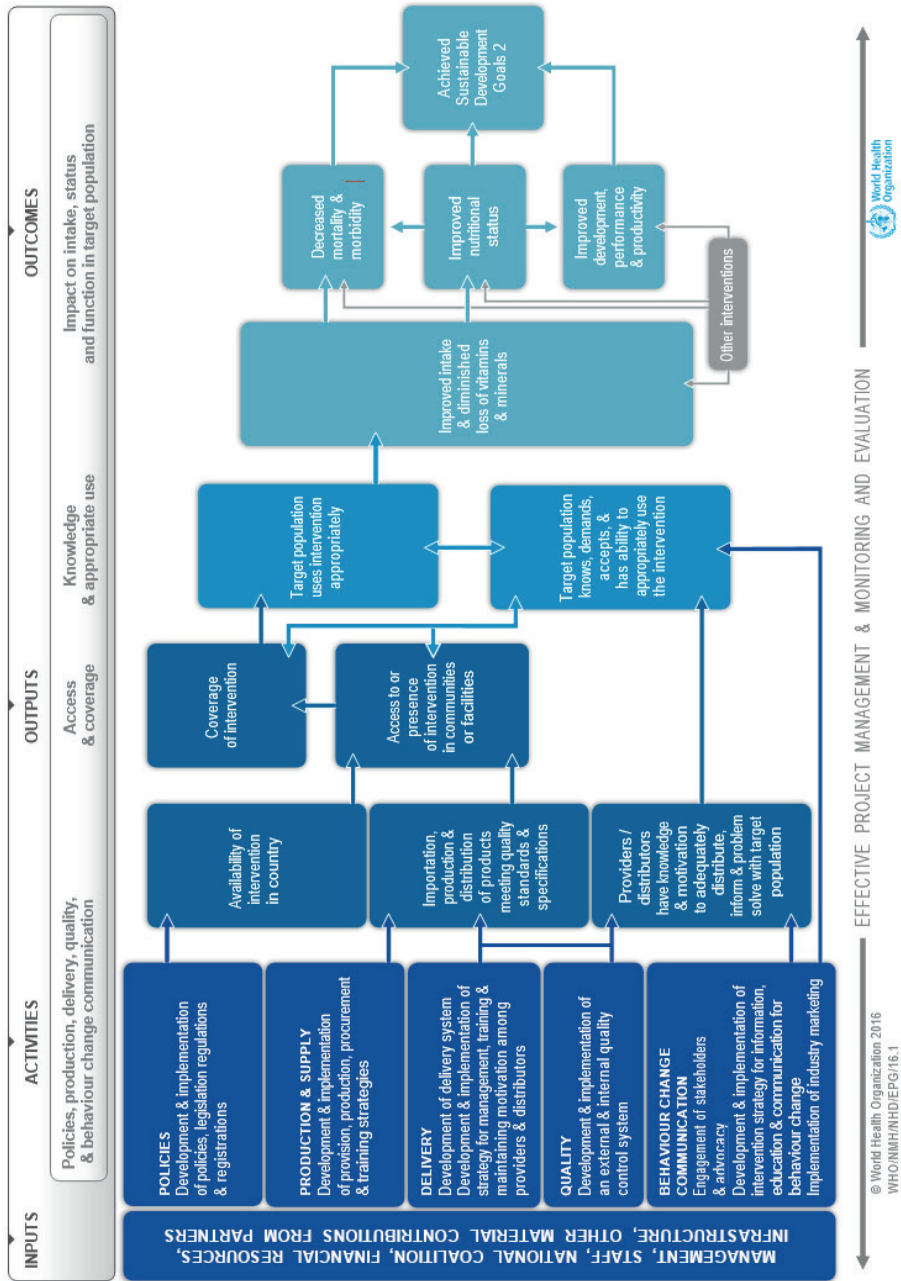 INPUTS
ACTIVITIES
OUTPUTS
OUTCOMES
Policies, production, delivery, quality,
& behaviour change communication
Access
& coverage
Knowledge
& appropriate use
Impact on intake, status
and function in target population
MANAGEMENT, STAFF, NATIONAL COALITION, FINANCIAL RESOURCES,
INFRASTRUCTURE, OTHER MATERIAL CONTRIBUTIONS FROM PARTNERS
POLICIES
Development & implementation
of policies, legislation regulations
& registrations
PRODUCTION & SUPPLY
Development & implementation
of provision, production, procurement
& training strategies
DELIVERY
Development of delivery system
Development & implementation of
strategy for management, training &
maintaining motivation among
providers & distributors
QUALITY
Development & implementation of
an external & internal quality
control system
BEHAVIOUR CHANGE
COMMUNICATION
Engagement of stakeholders
& advocacy
Development & implementation of
intervention strategy for information,
education & communication for
behaviour change
Implementation of industry marketing
Availability of
intervention
in country
Importation,
production &
distribution
of products
meeting quality
standards &
specifications
Providers /
distributors
have knowledge
& motivation
to adequately
distribute,
inform & problem
solve with target
population
Coverage
of intervention
Access to or
presence
of intervention
in communities
or facilities
Target population
uses intervention
appropriately
Target population
knows, demands,
accepts, &
has ability to
appropriately use
the intervention
Improved intake
& diminished
loss of vitamins
& minerals
Decreased
mortality &
morbidity
Improved
nutritional
status
Improved
development,
performance
& productivity
Achieved
Sustainable
Development
Goals 2
Other interventions
EFFECTIVE PROJECT MANAGEMENT & MONITORING AND EVALUATION
© World Health Organization 2016
WHO/NMH/NHD/EPG/16.1
World Health
Organization